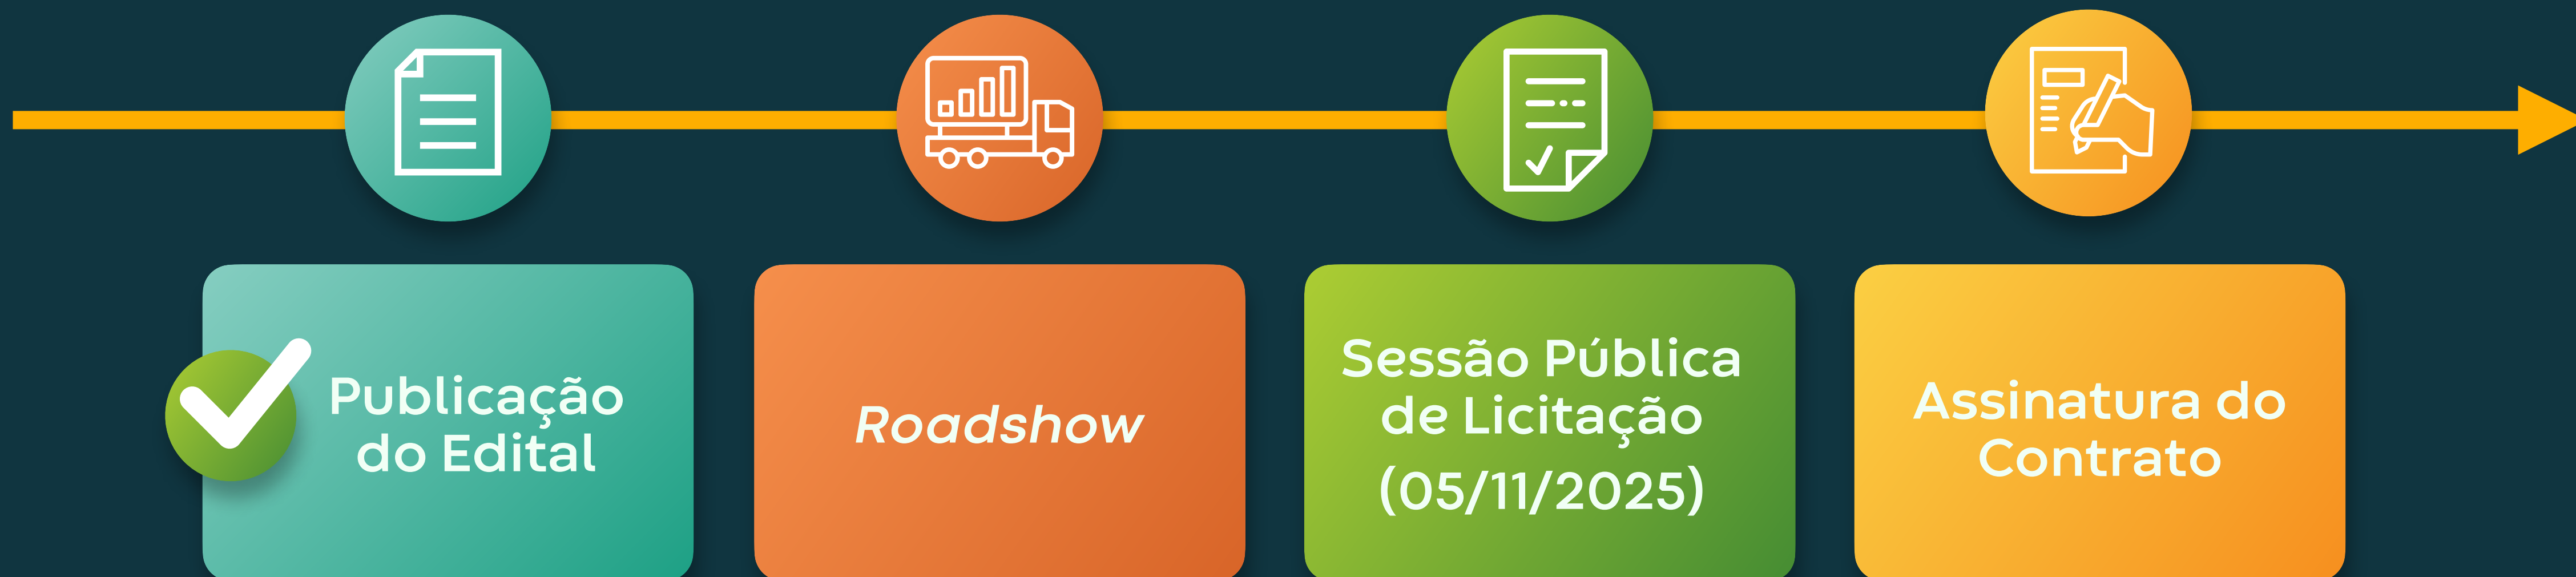 Publicação
do Edital
Roadshow
Sessão Pública
de Licitação
(05/11/2025)
Assinatura do
Contrato